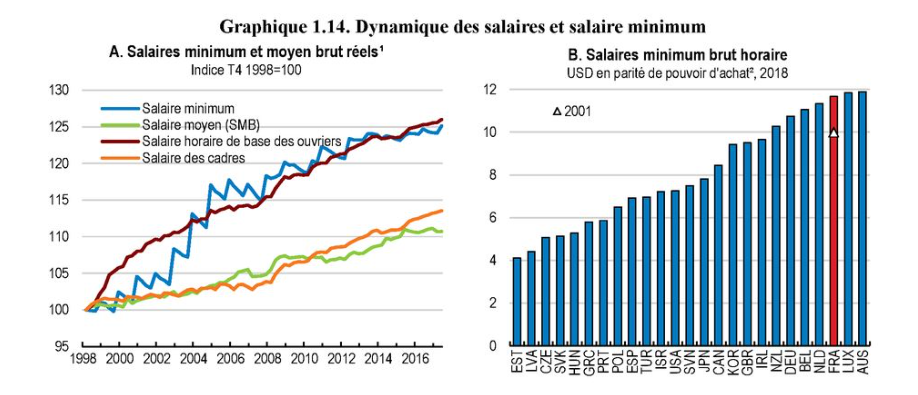 Graphique 1.14. Dynamique des salaires et salaire minimum
A. Salaires minimum et moyen brut réels¹
Indice T4 1998=100
130
125
120
115
110
105
100
95
Salaire minimum
Salaire moyen (SMB)
Salaire horaire de base des ouvriers
Salaire des cadres
1998 2000 2002 2004 2006 2008 2010 2012 2014 2016
B. Salaires minimum brut horaire
USD en parité de pouvoir d'achat², 2018
12
10
8
6
4
2
0
2001
EST LVA CZE SVK HUN GRC PRT POL ESP TUR ISR USA SVN JPN CAN KOR GBR IRL NZL DEU BEL NLD FRA LUX AUS